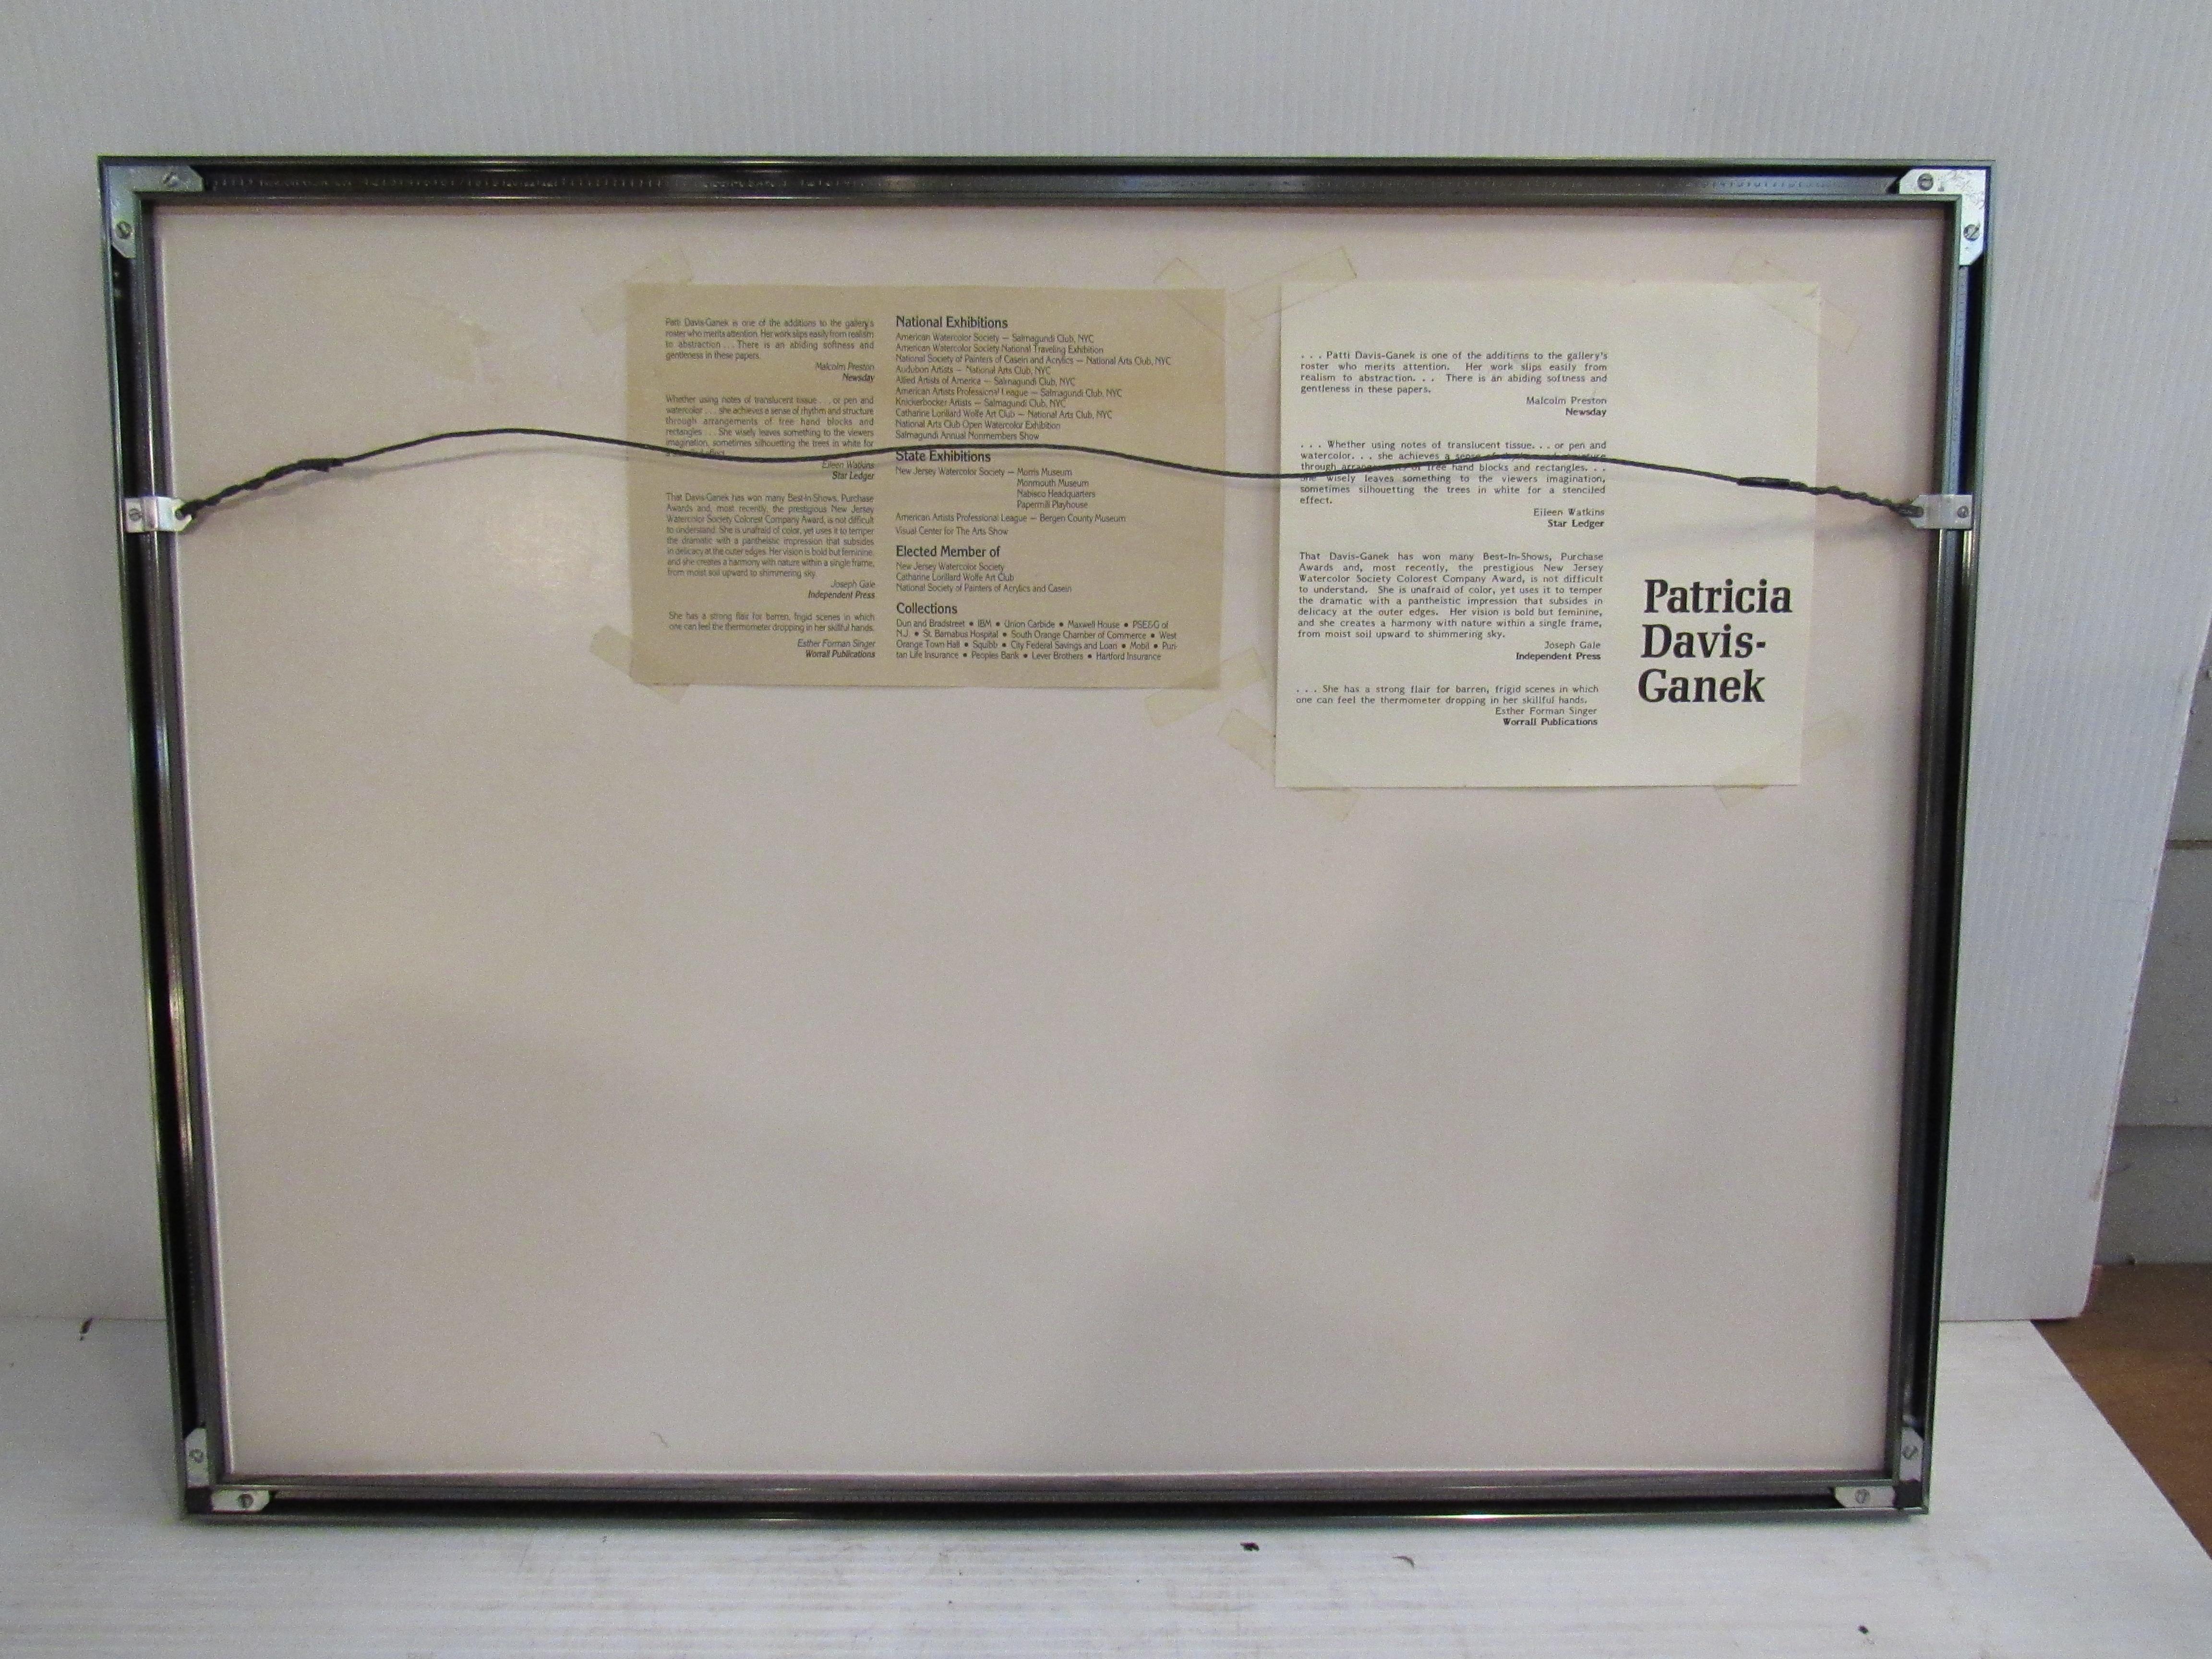 Patti Davis-Ganek is one of the additions to the gallery's
roster who merits attention. Her work slips easily from realism
to abstraction . . . There is an abiding softness and
gentleness in these papers.
Malcolm Preston
Newsday
Whether using notes of translucent tissue . . . or pen and
watercolor . . . she achieves a sense of rhythm and structure
through arrangements of free hand blocks and
rectangles . . . She wisely leaves something to the viewers
imagination, sometimes silhouetting the trees in white for
effect.
Eileen Watkins
Star Ledger
That Davis-Ganek has won many Best-In-Shows, Purchase
Awards and, most recently, the prestigious New Jersey
Watercolor Society Colorest Company Award, is not difficult
to understand. She is unafraid of color, yet uses it to temper
the dramatic with a pantheistic impression that subsides
in delicacy at the outer edges. Her vision is bold but feminine,
and she creates a harmony with nature within a single frame,
from moist soil upward to shimmering sky.
Joseph Gale
Independent Press
She has a strong flair for barren, frigid scenes in which
one can feel the thermometer dropping in her skillful hands.
Esther Forman Singer
Worrall Publications
National Exhibitions
American Watercolor Society — Salmagundi Club, NYC
American Watercolor Society National Traveling Exhibition
National Society of Painters of Casein and Acrylics — National Arts Club, NYC
Audubon Artists — National Arts Club, NYC
Allied Artists of America — Salmagundi Club, NYC
American Artists Professional League — Salmagundi Club, NYC
Knickerbocker Artists — Salmagundi Club, NYC
Catharine Lorillard Wolfe Art Club — National Arts Club, NYC
National Arts Club Open Watercolor Exhibition
Salmagundi Annual Nonmembers Show
State Exhibitions
New Jersey Watercolor Society — Morris Museum
Monmouth Museum
Nabisco Headquarters
Papermill Playhouse
American Artists Professional League — Bergen County Museum
Visual Center for The Arts Show
Elected Member of
New Jersey Watercolor Society
Catharine Lorillard Wolfe Art Club
National Society of Painters of Acrylics and Casein
Collections
Dun and Bradstreet ▪ IBM ▪ Union Carbide ▪ Maxwell House ▪ PSE&G of
N.J. ▪ St. Barnabus Hospital ▪ South Orange Chamber of Commerce ▪ West
Orange Town Hall ▪ Squibb ▪ City Federal Savings and Loan ▪ Mobil ▪ Puri-
tan Life Insurance ▪ Peoples Bank ▪ Lever Brothers ▪ Hartford Insurance
. . . Patti Davis-Ganek is one of the additions to the gallery's
roster who merits attention. Her work slips easily from
realism to abstraction. . . There is an abiding softness and
gentleness in these papers.
Malcolm Preston
Newsday
. . . Whether using notes of translucent tissue. . . or pen and
watercolor. . . she achieves a sense
through of free hand blocks and rectangles. . .
She wisely leaves something to the viewers imagination,
sometimes silhouetting the trees in white for a stenciled
effect.
Eileen Watkins
Star Ledger
That Davis-Ganek has won many Best-In-Shows, Purchase
Awards and, most recently, the prestigious New Jersey
Watercolor Society Colorest Company Award, is not difficult
to understand. She is unafraid of color, yet uses it to temper
the dramatic with a pantheistic impression that subsides in
delicacy at the outer edges. Her vision is bold but feminine,
and she creates a harmony with nature within a single frame,
from moist soil upward to shimmering sky.
Joseph Gale
Independent Press
. . . She has a strong flair for barren, frigid scenes in which
one can feel the thermometer dropping in her skillful hands.
Esther Forman Singer
Worrall Publications
Patricia
Davis-
Ganek